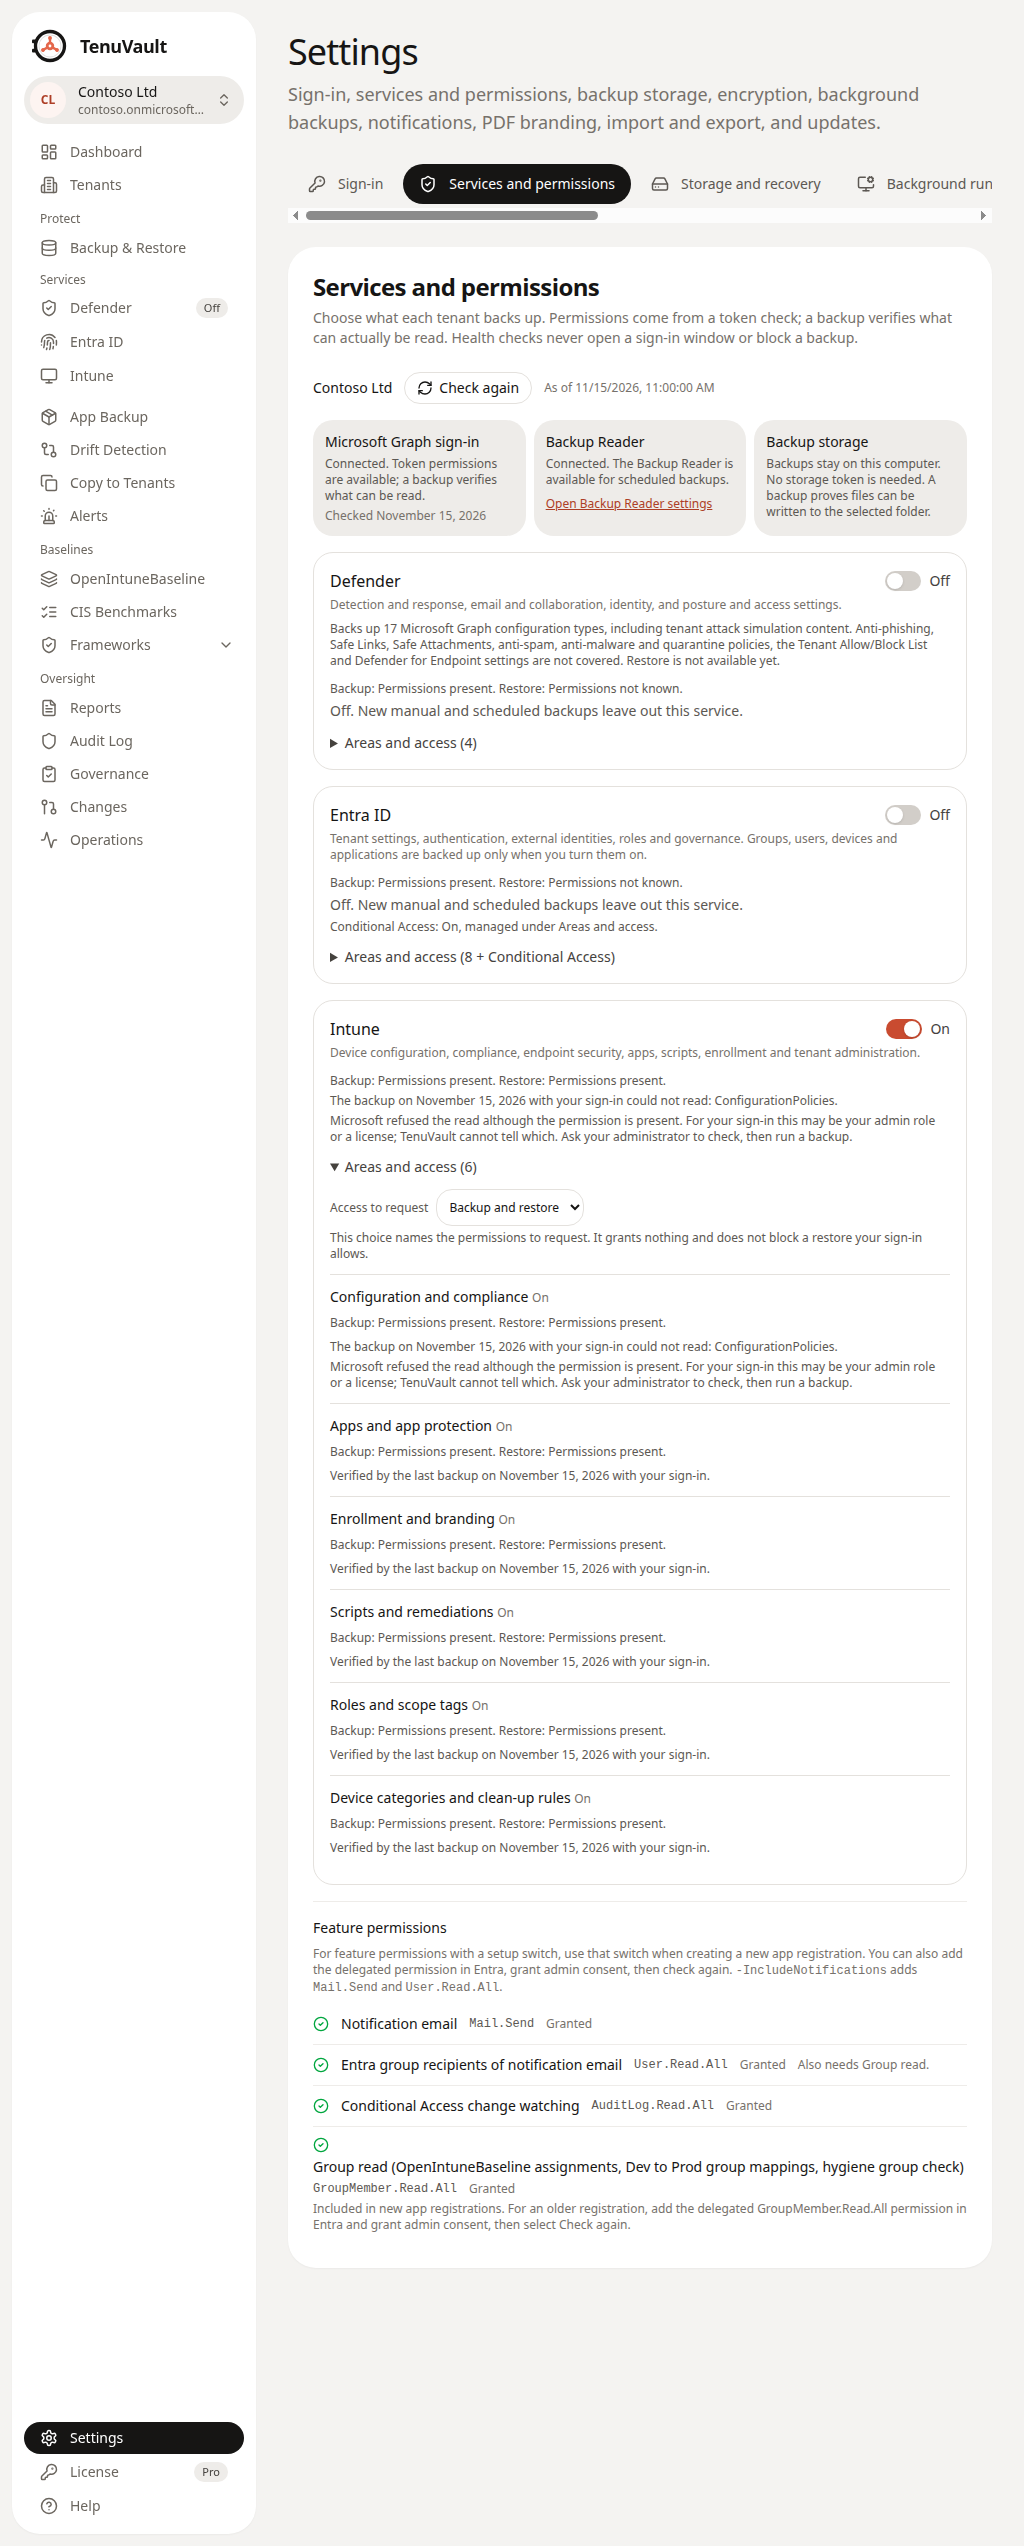 TenuVault
CL
Contoso Ltd
contoso.onmicrosoft...
Dashboard
Tenants
Protect
Backup & Restore
Services
Defender Off
Entra ID
Intune
App Backup
Drift Detection
Copy to Tenants
Alerts
Baselines
OpenIntuneBaseline
CIS Benchmarks
Frameworks
Oversight
Reports
Audit Log
Governance
Changes
Operations
Settings
License Pro
Help
Settings
Sign-in, services and permissions, backup storage, encryption, background
backups, notifications, PDF branding, import and export, and updates.
Sign-in Services and permissions Storage and recovery Background run
Services and permissions
Choose what each tenant backs up. Permissions come from a token check; a backup verifies what
can actually be read. Health checks never open a sign-in window or block a backup.
Contoso Ltd Check again As of 11/15/2026, 11:00:00 AM
Microsoft Graph sign-in
Connected. Token permissions
are available; a backup verifies
what can be read.
Checked November 15, 2026
Backup Reader
Connected. The Backup Reader is
available for scheduled backups.
Open Backup Reader settings
Backup storage
Backups stay on this computer.
No storage token is needed. A
backup proves files can be
written to the selected folder.
Defender Off
Detection and response, email and collaboration, identity, and posture and access settings.
Backs up 17 Microsoft Graph configuration types, including tenant attack simulation content. Anti-phishing,
Safe Links, Safe Attachments, anti-spam, anti-malware and quarantine policies, the Tenant Allow/Block List
and Defender for Endpoint settings are not covered. Restore is not available yet.
Backup: Permissions present. Restore: Permissions not known.
Off. New manual and scheduled backups leave out this service.
Areas and access (4)
Entra ID Off
Tenant settings, authentication, external identities, roles and governance. Groups, users, devices and
applications are backed up only when you turn them on.
Backup: Permissions present. Restore: Permissions not known.
Off. New manual and scheduled backups leave out this service.
Conditional Access: On, managed under Areas and access.
Areas and access (8 + Conditional Access)
Intune On
Device configuration, compliance, endpoint security, apps, scripts, enrollment and tenant administration.
Backup: Permissions present. Restore: Permissions present.
The backup on November 15, 2026 with your sign-in could not read: ConfigurationPolicies.
Microsoft refused the read although the permission is present. For your sign-in this may be your admin role
or a license; TenuVault cannot tell which. Ask your administrator to check, then run a backup.
Areas and access (6)
Access to request Backup and restore
This choice names the permissions to request. It grants nothing and does not block a restore your sign-in
allows.
Configuration and compliance On
Backup: Permissions present. Restore: Permissions present.
The backup on November 15, 2026 with your sign-in could not read: ConfigurationPolicies.
Microsoft refused the read although the permission is present. For your sign-in this may be your admin role
or a license; TenuVault cannot tell which. Ask your administrator to check, then run a backup.
Apps and app protection On
Backup: Permissions present. Restore: Permissions present.
Verified by the last backup on November 15, 2026 with your sign-in.
Enrollment and branding On
Backup: Permissions present. Restore: Permissions present.
Verified by the last backup on November 15, 2026 with your sign-in.
Scripts and remediations On
Backup: Permissions present. Restore: Permissions present.
Verified by the last backup on November 15, 2026 with your sign-in.
Roles and scope tags On
Backup: Permissions present. Restore: Permissions present.
Verified by the last backup on November 15, 2026 with your sign-in.
Device categories and clean-up rules On
Backup: Permissions present. Restore: Permissions present.
Verified by the last backup on November 15, 2026 with your sign-in.
Feature permissions
For feature permissions with a setup switch, use that switch when creating a new app registration. You can also add
the delegated permission in Entra, grant admin consent, then check again. -IncludeNotifications adds
Mail.Send and User.Read.All.
Notification email Mail.Send Granted
Entra group recipients of notification email User.Read.All Granted Also needs Group read.
Conditional Access change watching AuditLog.Read.All Granted
Group read (OpenIntuneBaseline assignments, Dev to Prod group mappings, hygiene group check)
GroupMember.Read.All Granted
Included in new app registrations. For an older registration, add the delegated GroupMember.Read.All permission in
Entra and grant admin consent, then select Check again.